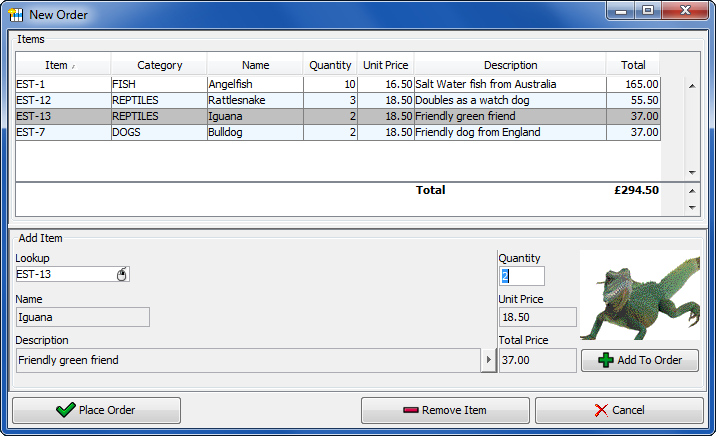 New Order
Items
Item Category Name Quantity Unit Price Description Total
EST-1 FISH Angelfish 10 16.50 Salt Water fish from Australia 165.00
EST-12 REPTILES Rattlesnake 3 18.50 Doubles as a watch dog 55.50
EST-13 REPTILES Iguana 2 18.50 Friendly green friend 37.00
EST-7 DOGS Bulldog 2 18.50 Friendly dog from England 37.00
Total £294.50
Add Item
Lookup Quantity
EST-13 2
Name Unit Price
Iguana 18.50
Description Total Price
Friendly green friend 37.00 Add To Order
Place Order Remove Item Cancel